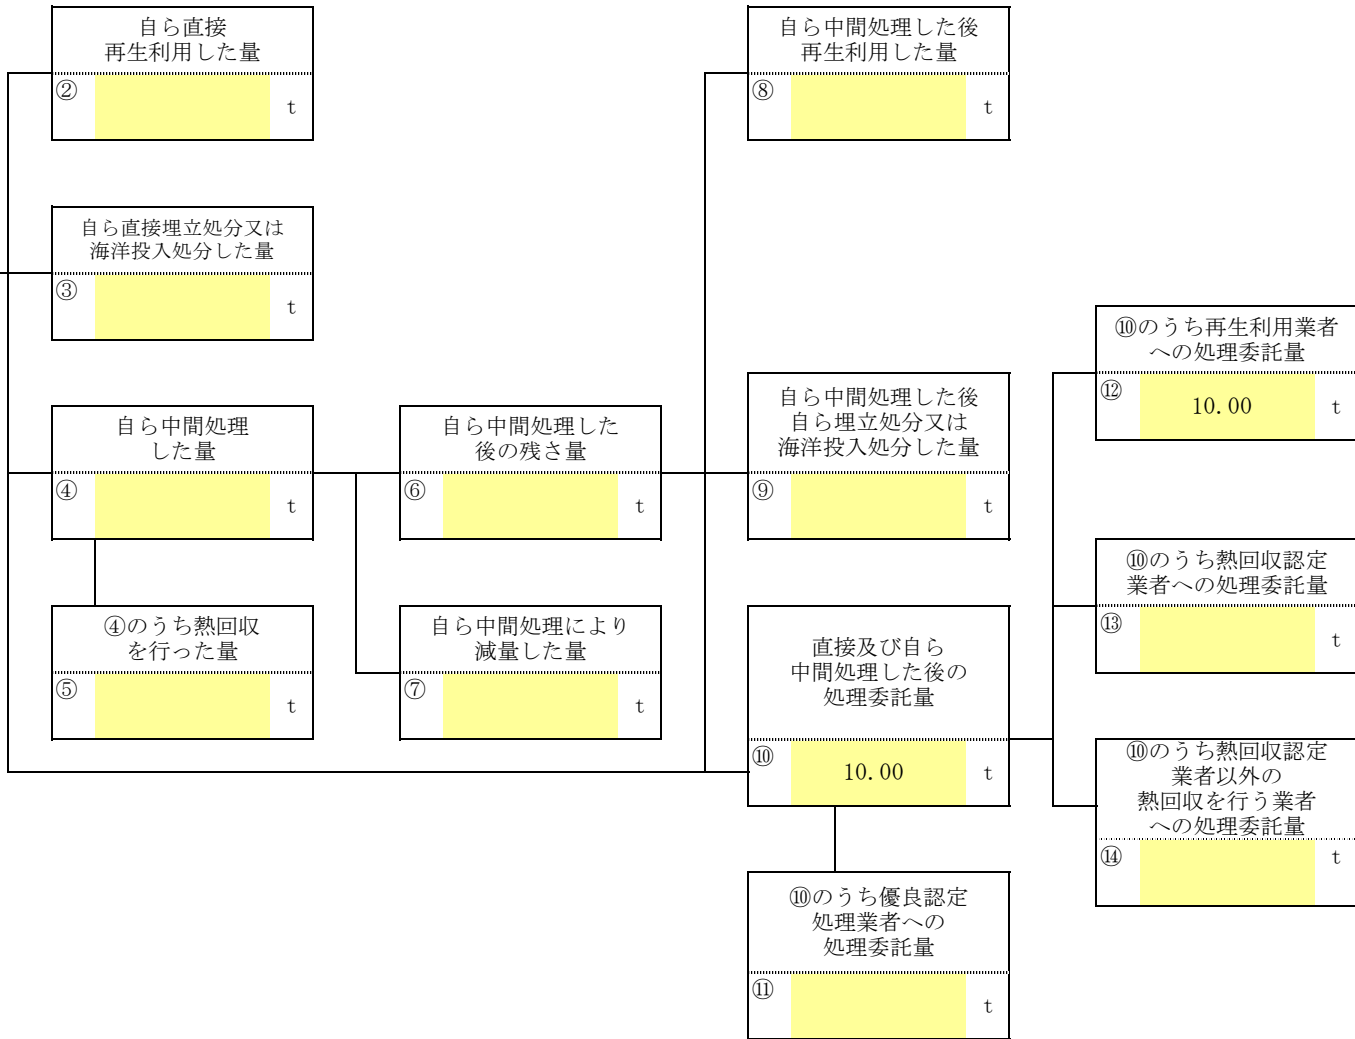 自ら直接
再生利用した量
②
t
自ら直接埋立処分又は
海洋投入処分した量
③
t
自ら中間処理
した量
④
t
④のうち熱回収
を行った量
⑤
t
自ら中間処理した
後の残さ量
⑥
t
自ら中間処理により
減量した量
⑦
t
自ら中間処理した後
再生利用した量
⑧
t
自ら中間処理した後
自ら埋立処分又は
海洋投入処分した量
⑨
t
直接及び自ら
中間処理した後の
処理委託量
⑩ 10.00 t
⑩のうち優良認定
処理業者への
処理委託量
⑪
t
⑩のうち再生利用業者
への処理委託量
⑫ 10.00 t
⑩のうち熱回収認定
業者への処理委託量
⑬
t
⑩のうち熱回収認定
業者以外の
熱回収を行う業者
への処理委託量
⑭
t